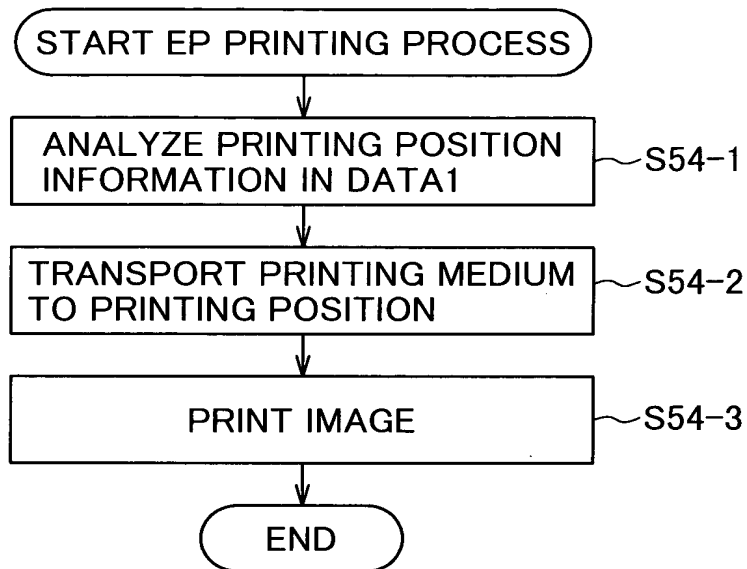 START EP PRINTING PROCESS
ANALYZE PRINTING POSITION
INFORMATION IN DATA1
S54-1
TRANSPORT PRINTING MEDIUM
TO PRINTING POSITION
S54-2
PRINT IMAGE
S54-3
END